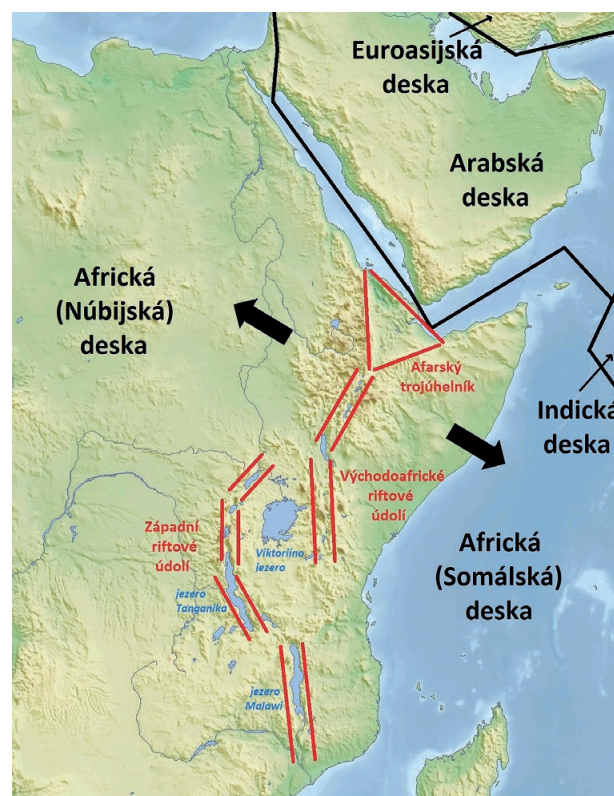 Euroasijská
deska
Arabská
deska
Africká
(Núbijská)
deska
Afarský
trojúhelník
Indická
deska
Východoafrické
riftové
údolí
Západní
riftové
údolí
Viktoriino
jezero
Africká
(Somálská)
deska
jezero
Tanganika
jezero
Malawi